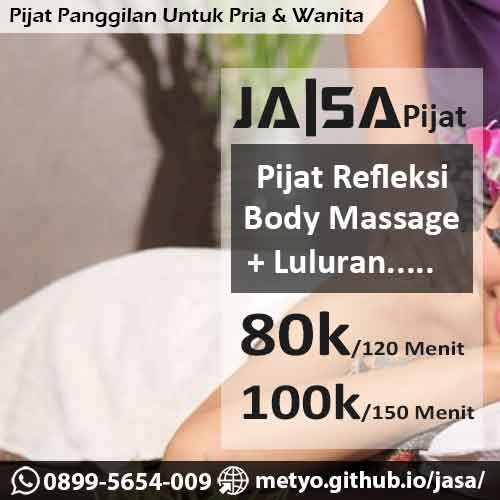 Pijat Panggilan Untuk Pria & Wanita
JA|SA Pijat
Pijat Refleksi
Body Massage
+ Luluran.....
80k/120 Menit
100k/150 Menit
0899-5654-009 metyo.github.io/jasa/